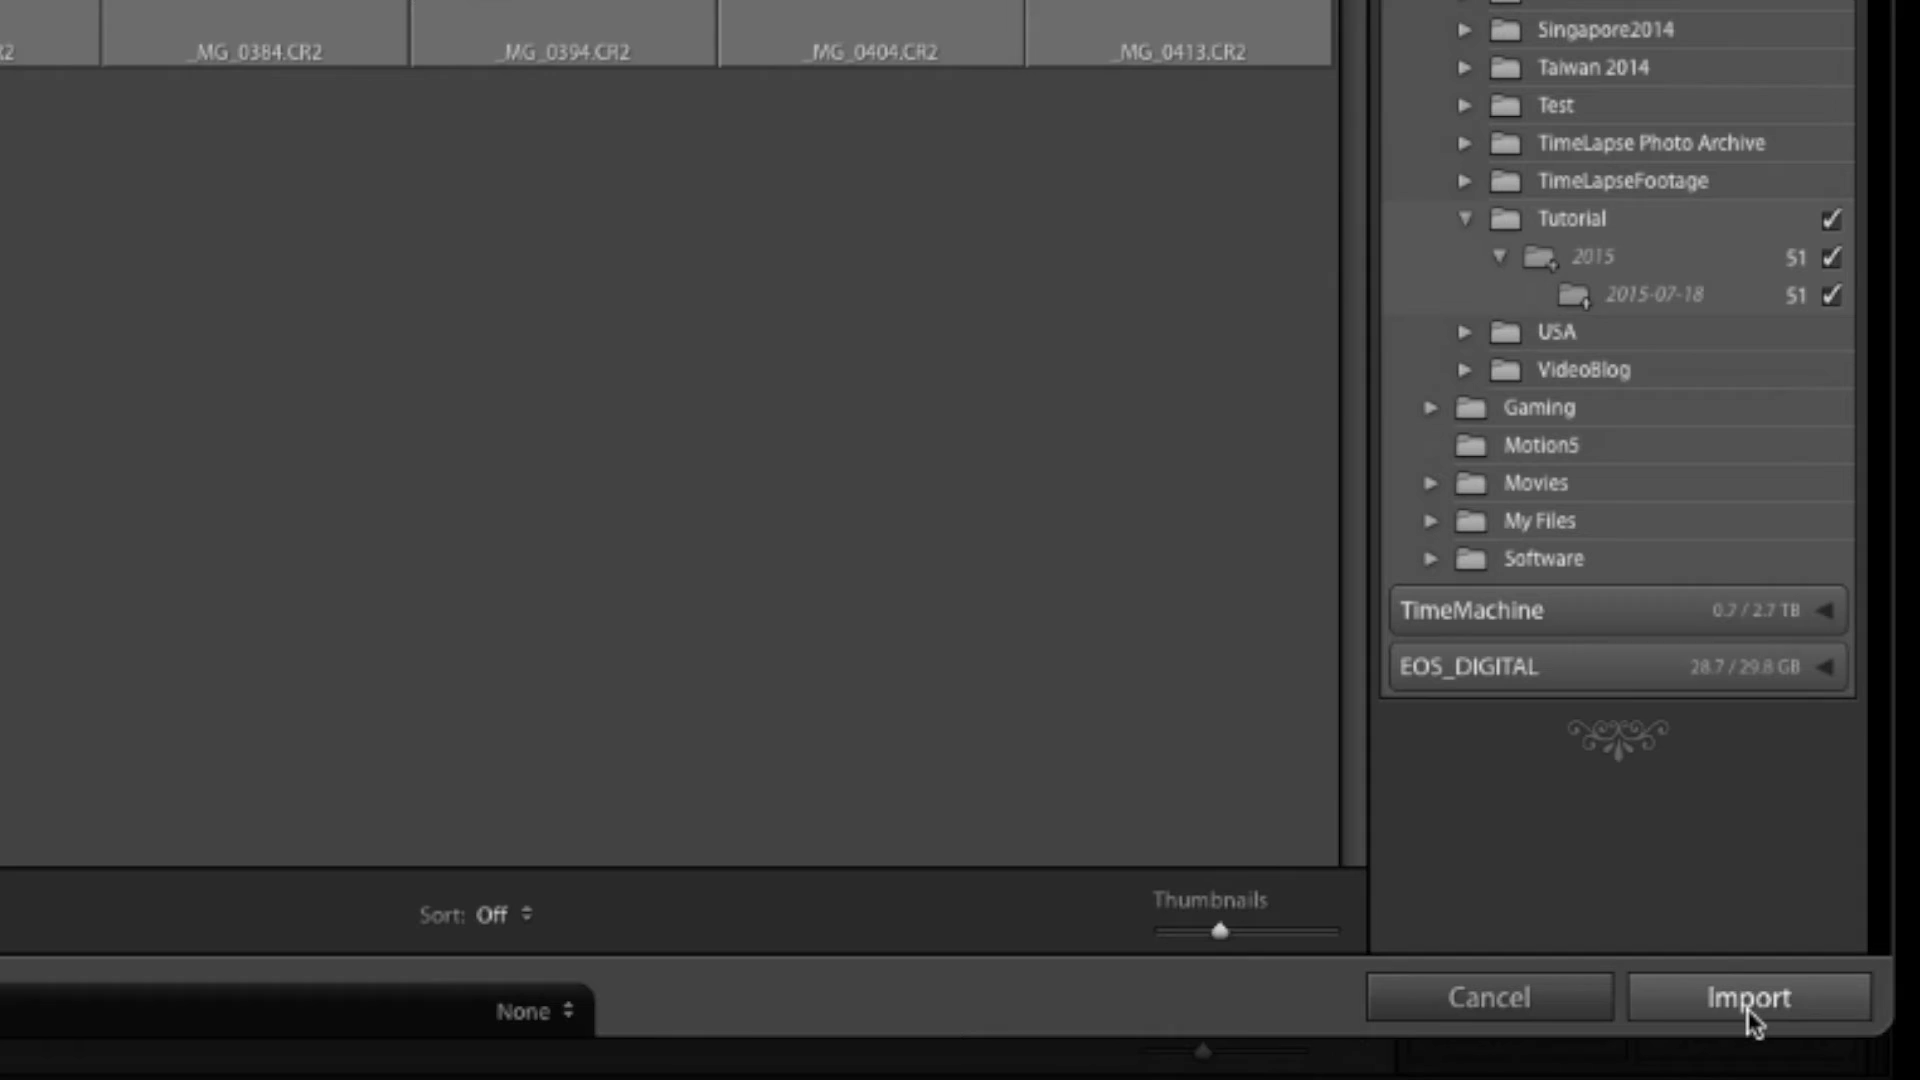 R2
_MG_0384.CR2
_MG_0394.CR2
_MG_0404.CR2
_MG_0413.CR2
Singapore2014
Taiwan 2014
Test
TimeLapse Photo Archive
TimeLapseFootage
Tutorial
2015 51
2015-07-18 51
USA
VideoBlog
Gaming
Motion5
Movies
My Files
Software
TimeMachine 0.7 / 2.7 TB
EOS_DIGITAL 28.7 / 29.8 GB
Sort: Off
Thumbnails
None
Cancel
Import